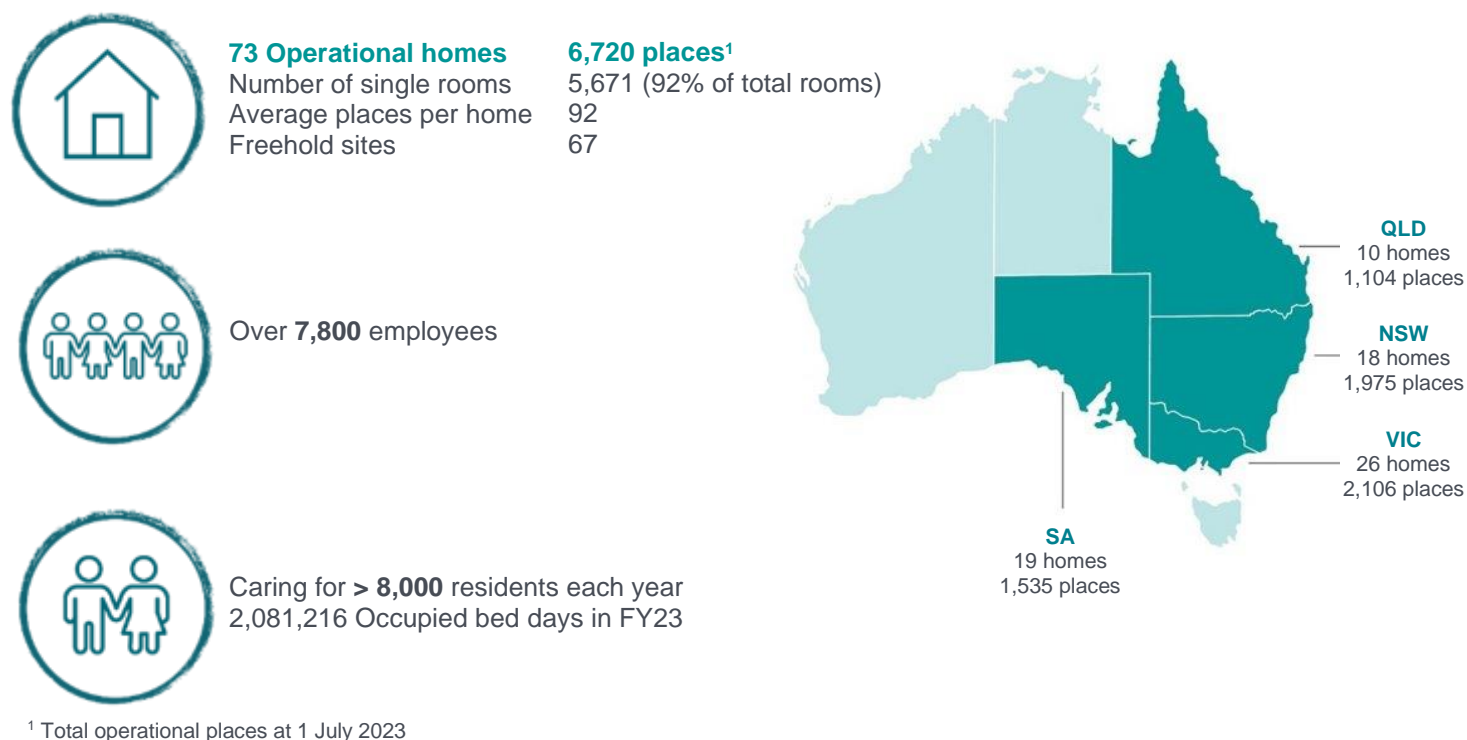 73 Operational homes 6,720 places¹
Number of single rooms 5,671 (92% of total rooms)
Average places per home 92
Freehold sites 67
Over 7,800 employees
Caring for > 8,000 residents each year
2,081,216 Occupied bed days in FY23
QLD
10 homes
1,104 places
NSW
18 homes
1,975 places
VIC
26 homes
2,106 places
SA
19 homes
1,535 places
¹ Total operational places at 1 July 2023